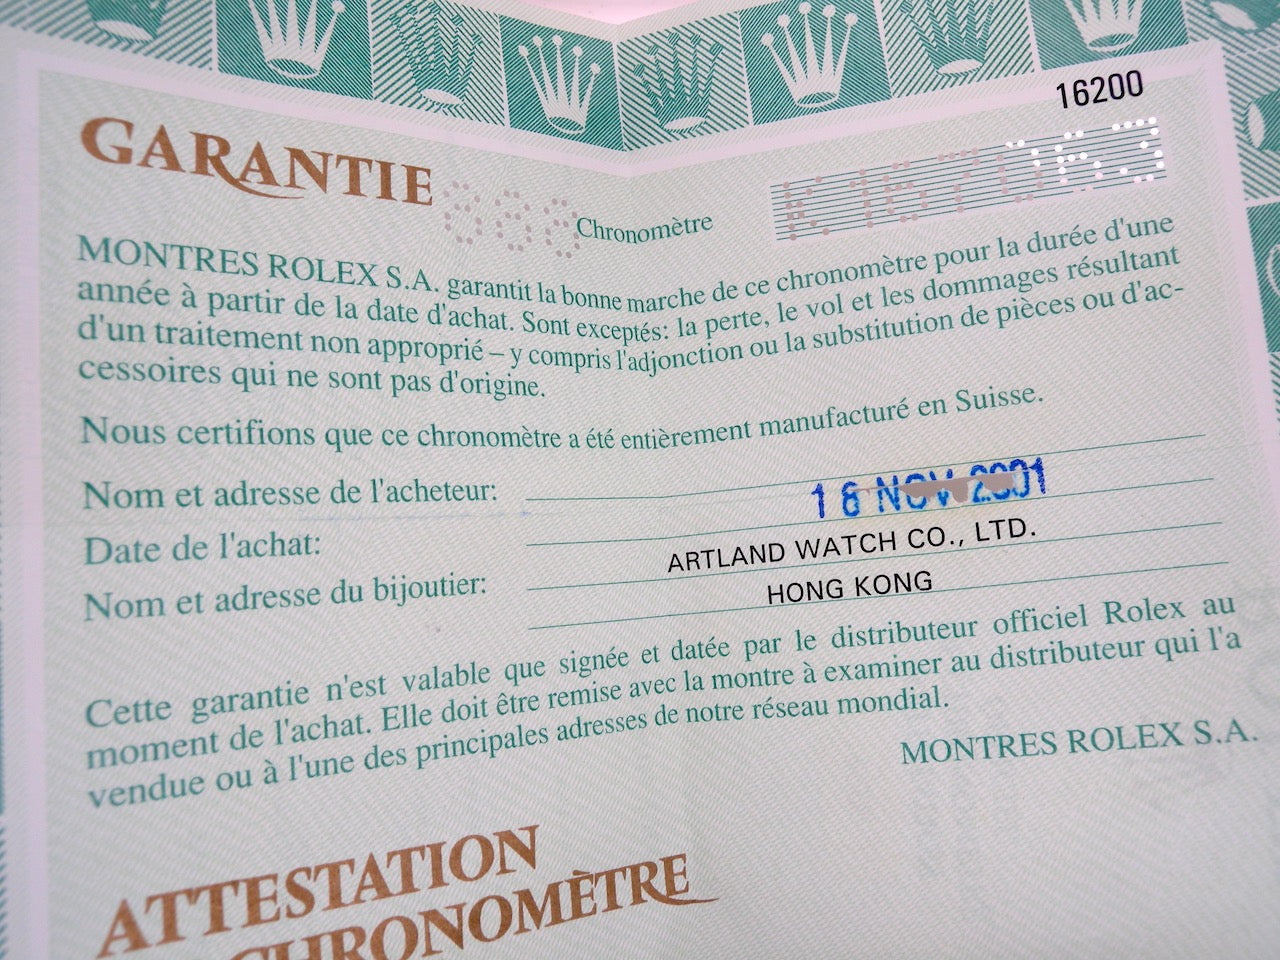 16200
GARANTIE
888 Chronomètre
MONTRES ROLEX S.A. garantit la bonne marche de ce chronomètre pour la durée d'une
année à partir de la date d'achat. Sont exceptés: la perte, le vol et les dommages résultant
d'un traitement non approprié – y compris l'adjonction ou la substitution de pièces ou d'ac-
cessoires qui ne sont pas d'origine.
Nous certifions que ce chronomètre a été entièrement manufacturé en Suisse.
Nom et adresse de l'acheteur:
Date de l'achat: 16 NOV 2001
Nom et adresse du bijoutier: ARTLAND WATCH CO., LTD.
HONG KONG
Cette garantie n'est valable que signée et datée par le distributeur officiel Rolex au
moment de l'achat. Elle doit être remise avec la montre à examiner au distributeur qui l'a
vendue ou à l'une des principales adresses de notre réseau mondial.
MONTRES ROLEX S.A.
ATTESTATION
CHRONOMÈTRE